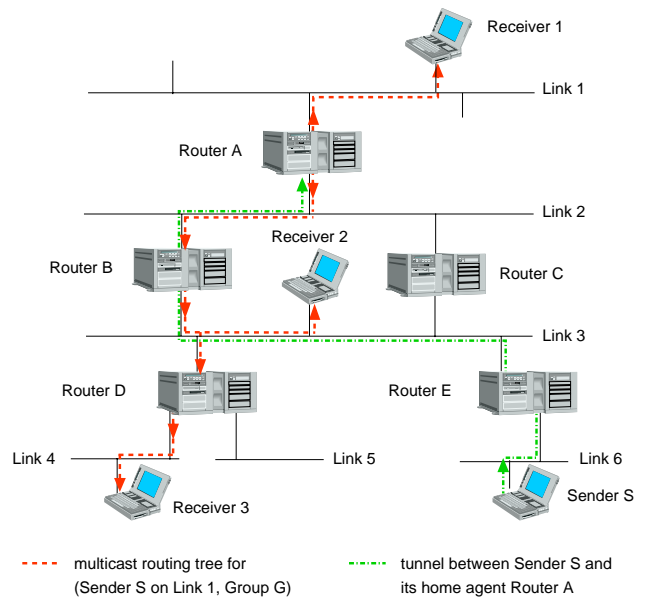 Receiver 1
Link 1
Router A
Link 2
Receiver 2
Router B
Router C
Link 3
Router D
Router E
Link 4
Link 5
Link 6
Receiver 3
Sender S
multicast routing tree for
(Sender S on Link 1, Group G)
tunnel between Sender S and
its home agent Router A